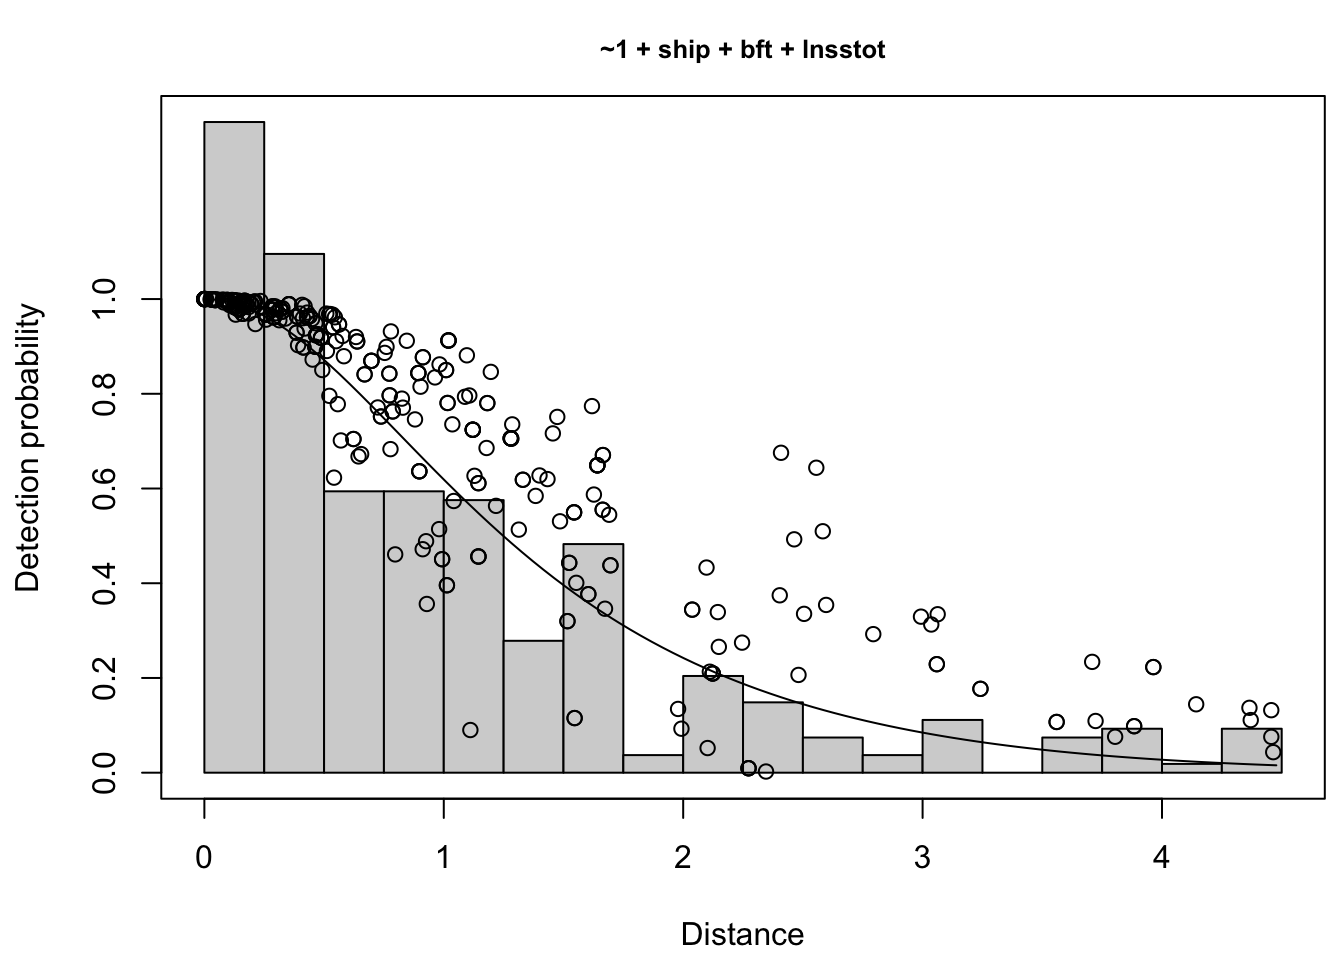 ~1 + ship + bft + lnsstot
Detection probability
1.0
0.8
0.6
0.4
0.2
0.0
0 1 2 3 4
Distance